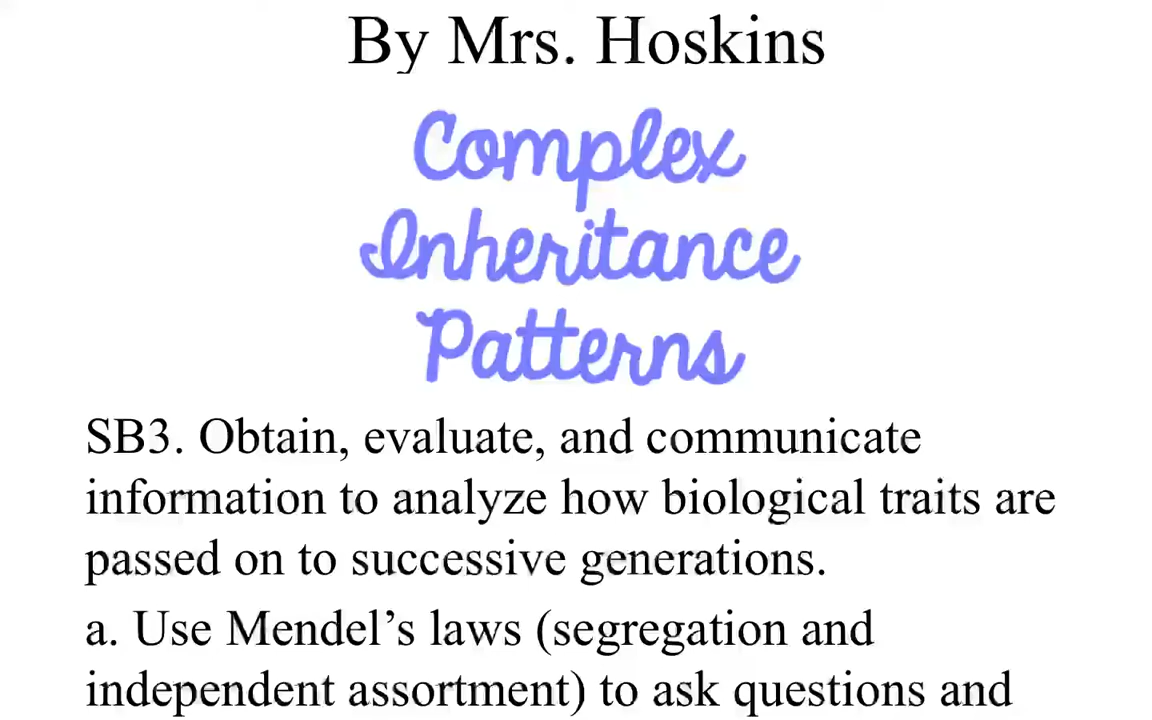 By Mrs. Hoskins
Complex
Inheritance
Patterns
SB3. Obtain, evaluate, and communicate
information to analyze how biological traits are
passed on to successive generations.
a. Use Mendel’s laws (segregation and
independent assortment) to ask questions and